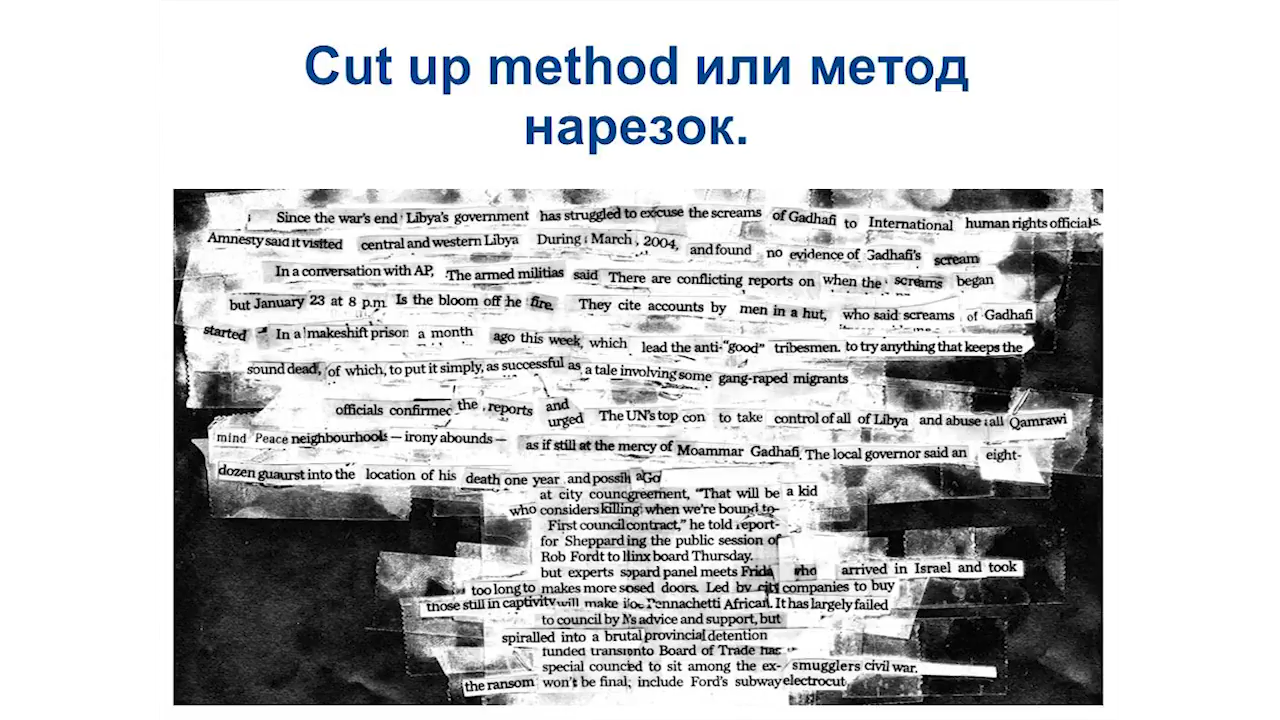 Cut up method или метод
нарезок.
Since the war's end Libya's government has struggled to excuse the screams of Gadhafi to International human rights officials.
Amnesty said it visited central and western Libya During March, 2004, and found no evidence of Gadhafi's scream
In a conversation with AP, The armed militias said There are conflicting reports on when the screams began
but January 23 at 8 p.m. Is the bloom off he fire. They cite accounts by men in a hut, who said screams of Gadhafi
started In a makeshift prison a month ago this week, which lead the anti-"good" tribesmen. to try anything that keeps the
sound dead, of which, to put it simply, as successful as a tale involving some gang-raped migrants
officials confirmed the reports and urged The UN's top con to take control of all of Libya and abuse all Qamrawi
mind Peace neighbourhoods — irony abounds — as if still at the mercy of Moammar Gadhafi. The local governor said an eight-
dozen guaurst into the location of his death one year and possih aGo
at city councgreement, "That will be a kid
who considers killing when we're bound to-
First council contract," he told report-
for Sheppard ing the public session of
Rob Fordt to llinx board Thursday.
but experts sopard panel meets Frida who arrived in Israel and took
too long to makes more sosed doors. Led by city companies to buy
those still in captivity will make Pennachetti African. It has largely failed
to council by N's advice and support, but
spiralled into a brutal provincial detention
funded transionto Board of Trade has
special counced to sit among the ex- smugglers civil war.
the ransom won't be final; include Ford's subway electrocut